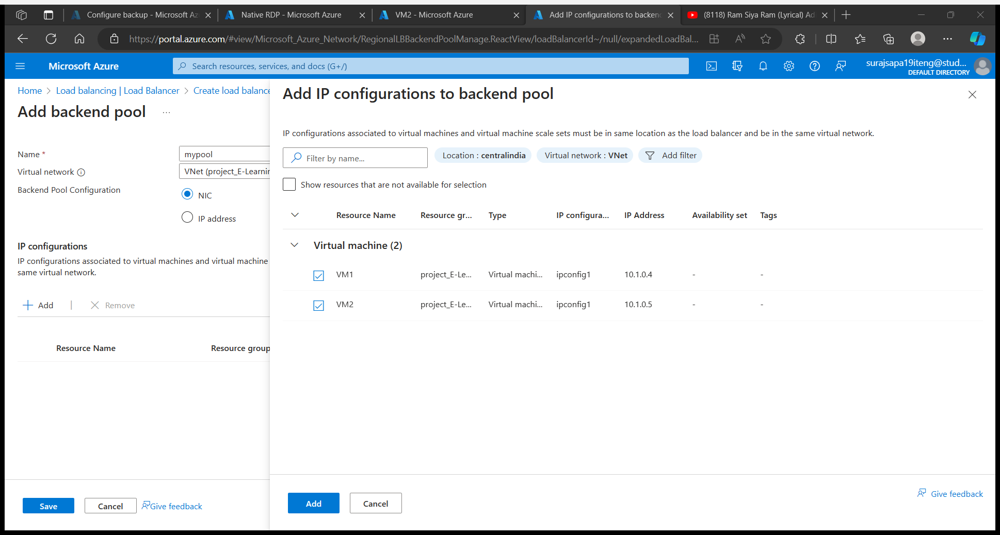 Configure backup - Microsoft Az
Native RDP - Microsoft Azure
VM2 - Microsoft Azure
Add IP configurations to backend
(8118) Ram Siya Ram (Lyrical) Ad
https://portal.azure.com/#view/Microsoft_Azure_Network/RegionalLBBackendPoolManage.ReactView/loadBalancerId~/null/expandedLoadBal...
Microsoft Azure
Search resources, services, and docs (G+/)
surajsapa19iteng@stud...
DEFAULT DIRECTORY
Home > Load balancing | Load Balancer > Create load balance
Add backend pool ...
Name *
mypool
Virtual network
VNet (project_E-Learnin
Backend Pool Configuration
NIC
IP address
IP configurations
IP configurations associated to virtual machines and virtual machine
same virtual network.
Add | Remove
Resource Name Resource group
Save Cancel Give feedback
Add IP configurations to backend pool
IP configurations associated to virtual machines and virtual machine scale sets must be in same location as the load balancer and be in the same virtual network.
Filter by name... Location : centralindia Virtual network : VNet Add filter
Show resources that are not available for selection
Resource Name Resource gr... Type IP configura... IP Address Availability set Tags
Virtual machine (2)
VM1 project_E-Le... Virtual machi... ipconfig1 10.1.0.4 - -
VM2 project_E-Le... Virtual machi... ipconfig1 10.1.0.5 - -
Add Cancel
Give feedback